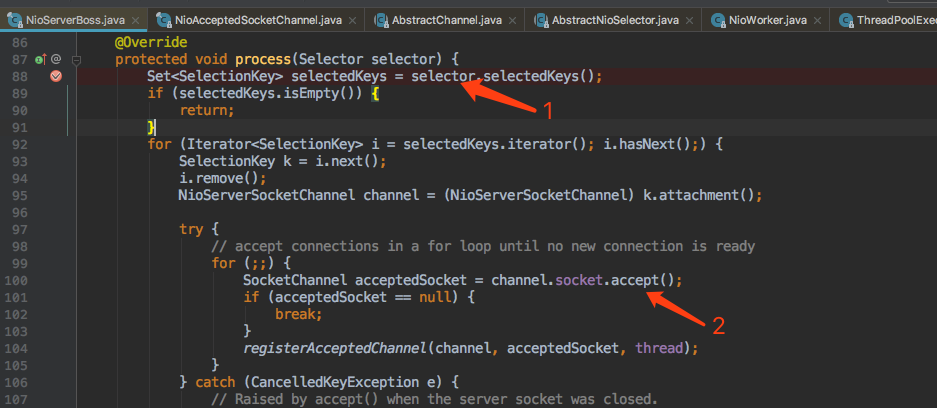 NioServerBoss.java NioAcceptedSocketChannel.java AbstractChannel.java AbstractNioSelector.java NioWorker.java ThreadPoolExe
86 @Override
87 @ protected void process(Selector selector) {
88 Set<SelectionKey> selectedKeys = selector.selectedKeys();
89 if (selectedKeys.isEmpty()) {
90 return;
91 }
92 for (Iterator<SelectionKey> i = selectedKeys.iterator(); i.hasNext();) {
93 SelectionKey k = i.next();
94 i.remove();
95 NioServerSocketChannel channel = (NioServerSocketChannel) k.attachment();
96
97 try {
98 // accept connections in a for loop until no new connection is ready
99 for (;;) {
100 SocketChannel acceptedSocket = channel.socket.accept();
101 if (acceptedSocket == null) {
102 break;
103 }
104 registerAcceptedChannel(channel, acceptedSocket, thread);
105 }
106 } catch (CancelledKeyException e) {
107 // Raised by accept() when the server socket was closed.
1
2